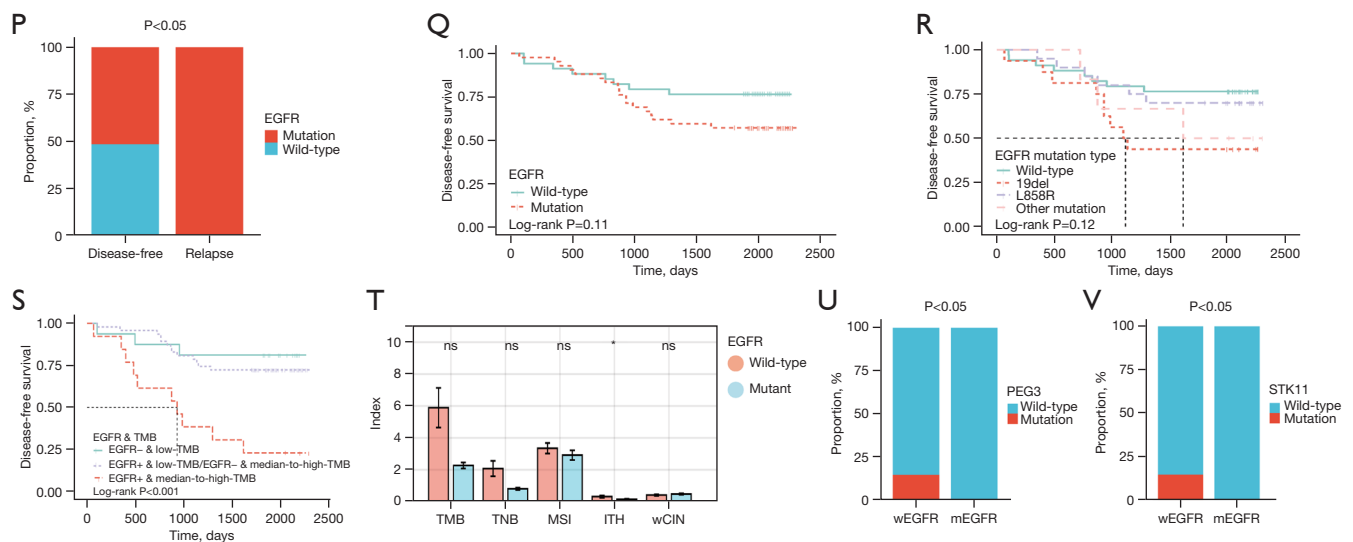 P
P<0.05
Proportion, %
100
75
50
25
0
Disease-free
Relapse
EGFR
Mutation
Wild-type
Q
Disease-free survival
1.00
0.75
0.50
0.25
0.00
EGFR
Wild-type
Mutation
Log-rank P=0.11
0
500
1000
1500
2000
2500
Time, days
R
Disease-free survival
1.00
0.75
0.50
0.25
0.00
EGFR mutation type
Wild-type
19del
L858R
Other mutation
Log-rank P=0.12
0
500
1000
1500
2000
2500
Time, days
S
Disease-free survival
1.00
0.75
0.50
0.25
0.00
EGFR & TMB
EGFR− & low-TMB
EGFR+ & low-TMB/EGFR− & median-to-high-TMB
EGFR+ & median-to-high-TMB
Log-rank P<0.001
0
500
1000
1500
2000
2500
Time, days
T
Index
10
8
6
4
2
0
ns
ns
ns
*
ns
TMB
TNB
MSI
ITH
wCIN
EGFR
Wild-type
Mutant
U
P<0.05
Proportion, %
100
75
50
25
0
wEGFR
mEGFR
PEG3
Wild-type
Mutation
V
P<0.05
Proportion, %
100
75
50
25
0
wEGFR
mEGFR
STK11
Wild-type
Mutation